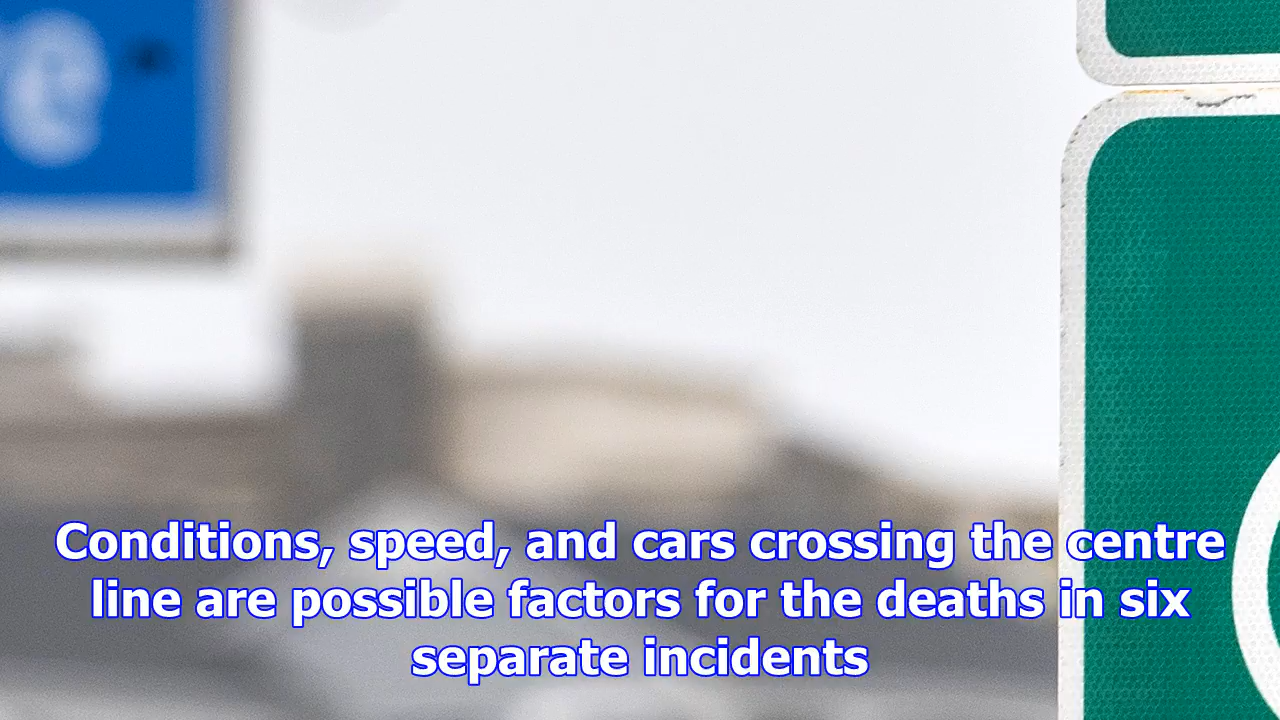 e
Conditions, speed, and cars crossing the centre
line are possible factors for the deaths in six
separate incidents